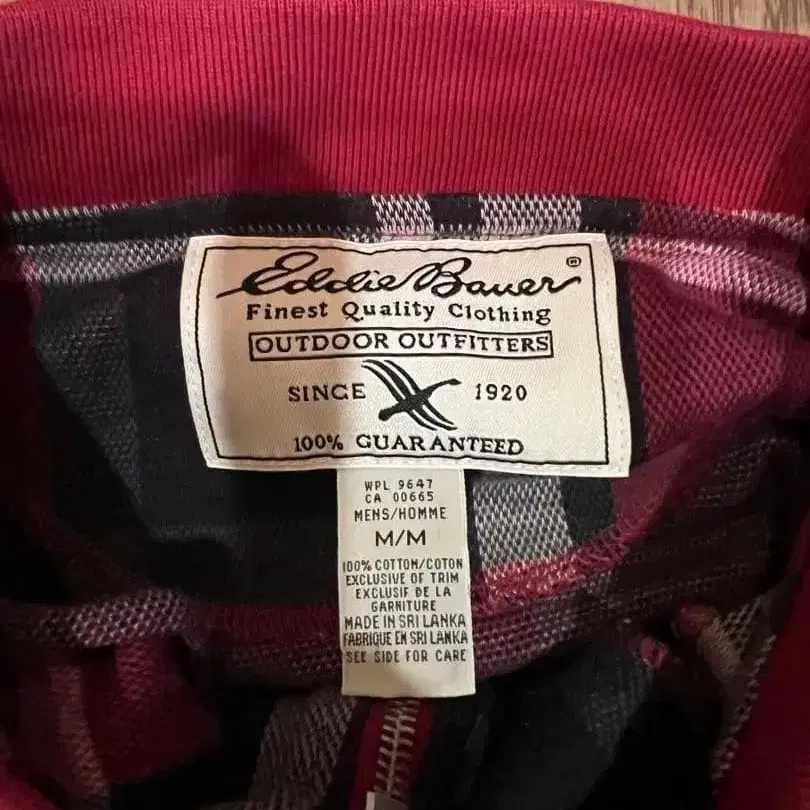 Eddie Bauer®
Finest Quality Clothing
OUTDOOR OUTFITTERS
SINCE 1920
100% GUARANTEED
WPL 9647
CA 00665
MENS/HOMME
M/M
100% COTTON/COTON
EXCLUSIVE OF TRIM
EXCLUSIF DE LA
GARNITURE
MADE IN SRI LANKA
FABRIQUE EN SRI LANKA
SEE SIDE FOR CARE